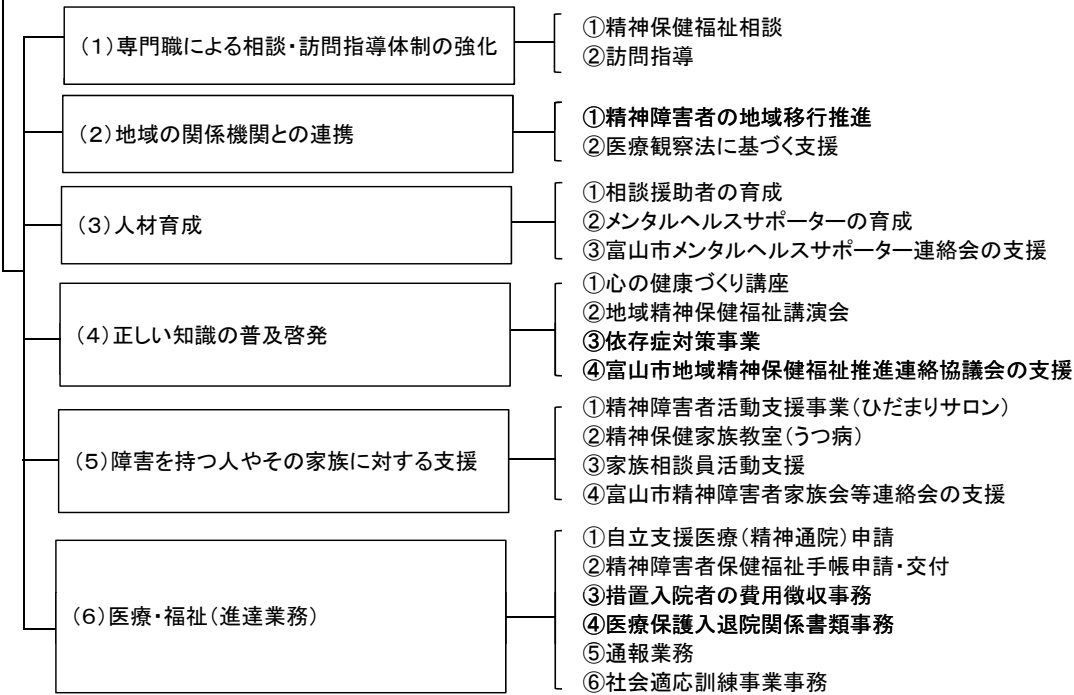 (1)専門職による相談・訪問指導体制の強化
①精神保健福祉相談
②訪問指導
(2)地域の関係機関との連携
①精神障害者の地域移行推進
②医療観察法に基づく支援
(3)人材育成
①相談援助者の育成
②メンタルヘルスサポーターの育成
③富山市メンタルヘルスサポーター連絡会の支援
(4)正しい知識の普及啓発
①心の健康づくり講座
②地域精神保健福祉講演会
③依存症対策事業
④富山市地域精神保健福祉推進連絡協議会の支援
(5)障害を持つ人やその家族に対する支援
①精神障害者活動支援事業(ひだまりサロン)
②精神保健家族教室(うつ病)
③家族相談員活動支援
④富山市精神障害者家族会等連絡会の支援
(6)医療・福祉(進達業務)
①自立支援医療(精神通院)申請
②精神障害者保健福祉手帳申請・交付
③措置入院者の費用徴収事務
④医療保護入退院関係書類事務
⑤通報業務
⑥社会適応訓練事業事務